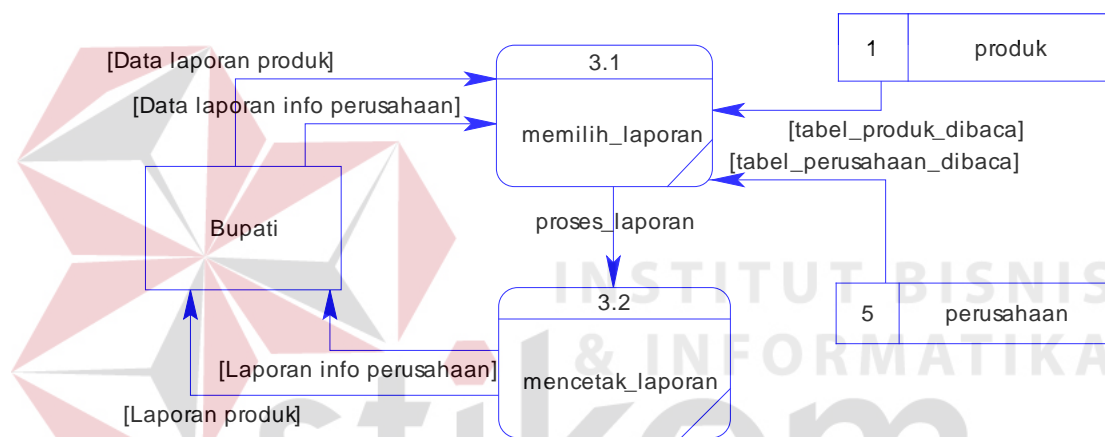 1
produk
[Data laporan produk]
3.1
[Data laporan info perusahaan]
memilih_laporan
[tabel_produk_dibaca]
[tabel_perusahaan_dibaca]
Bupati
proses_laporan
INSTITUT BISNIS
3.2
5
perusahaan
& INFORMATIKA
[Laporan info perusahaan]
mencetak_laporan
[Laporan produk]
stikom